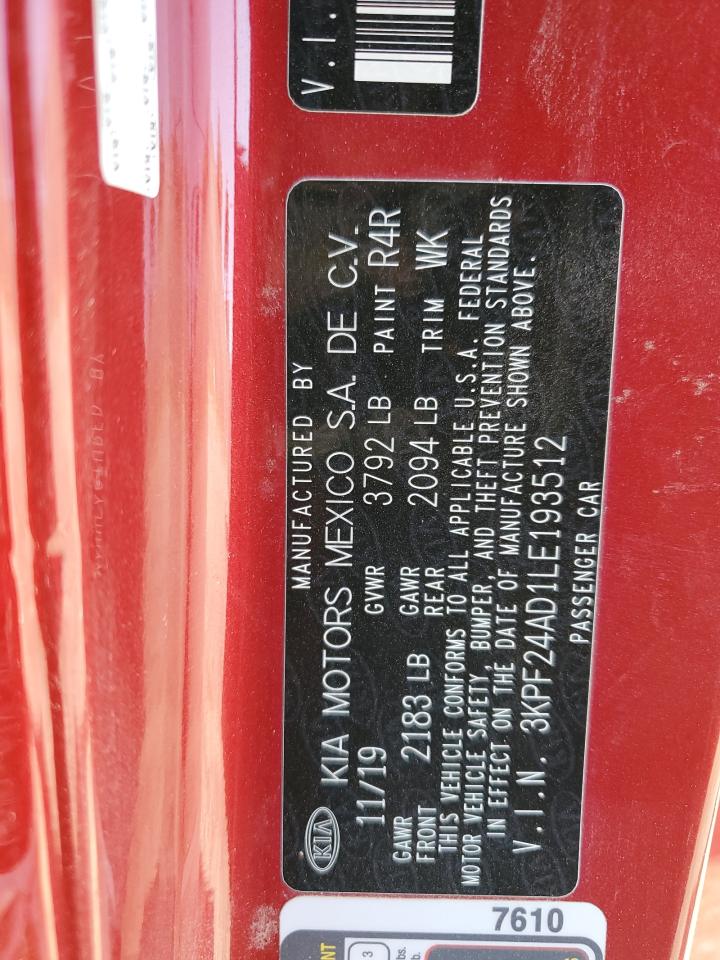 MANUFACTURED BY
KIA KIA MOTORS MEXICO S.A. DE C.V.
11/19 GVWR 3792 LB PAINT R4R
GAWR FRONT 2183 LB GAWR REAR 2094 LB TRIM WK
THIS VEHICLE CONFORMS TO ALL APPLICABLE U.S.A. FEDERAL
MOTOR VEHICLE SAFETY, BUMPER, AND THEFT PREVENTION STANDARDS
IN EFFECT ON THE DATE OF MANUFACTURE SHOWN ABOVE.
V.I.N. 3KPF24AD1LE193512
PASSENGER CAR
V.I.
7610
3